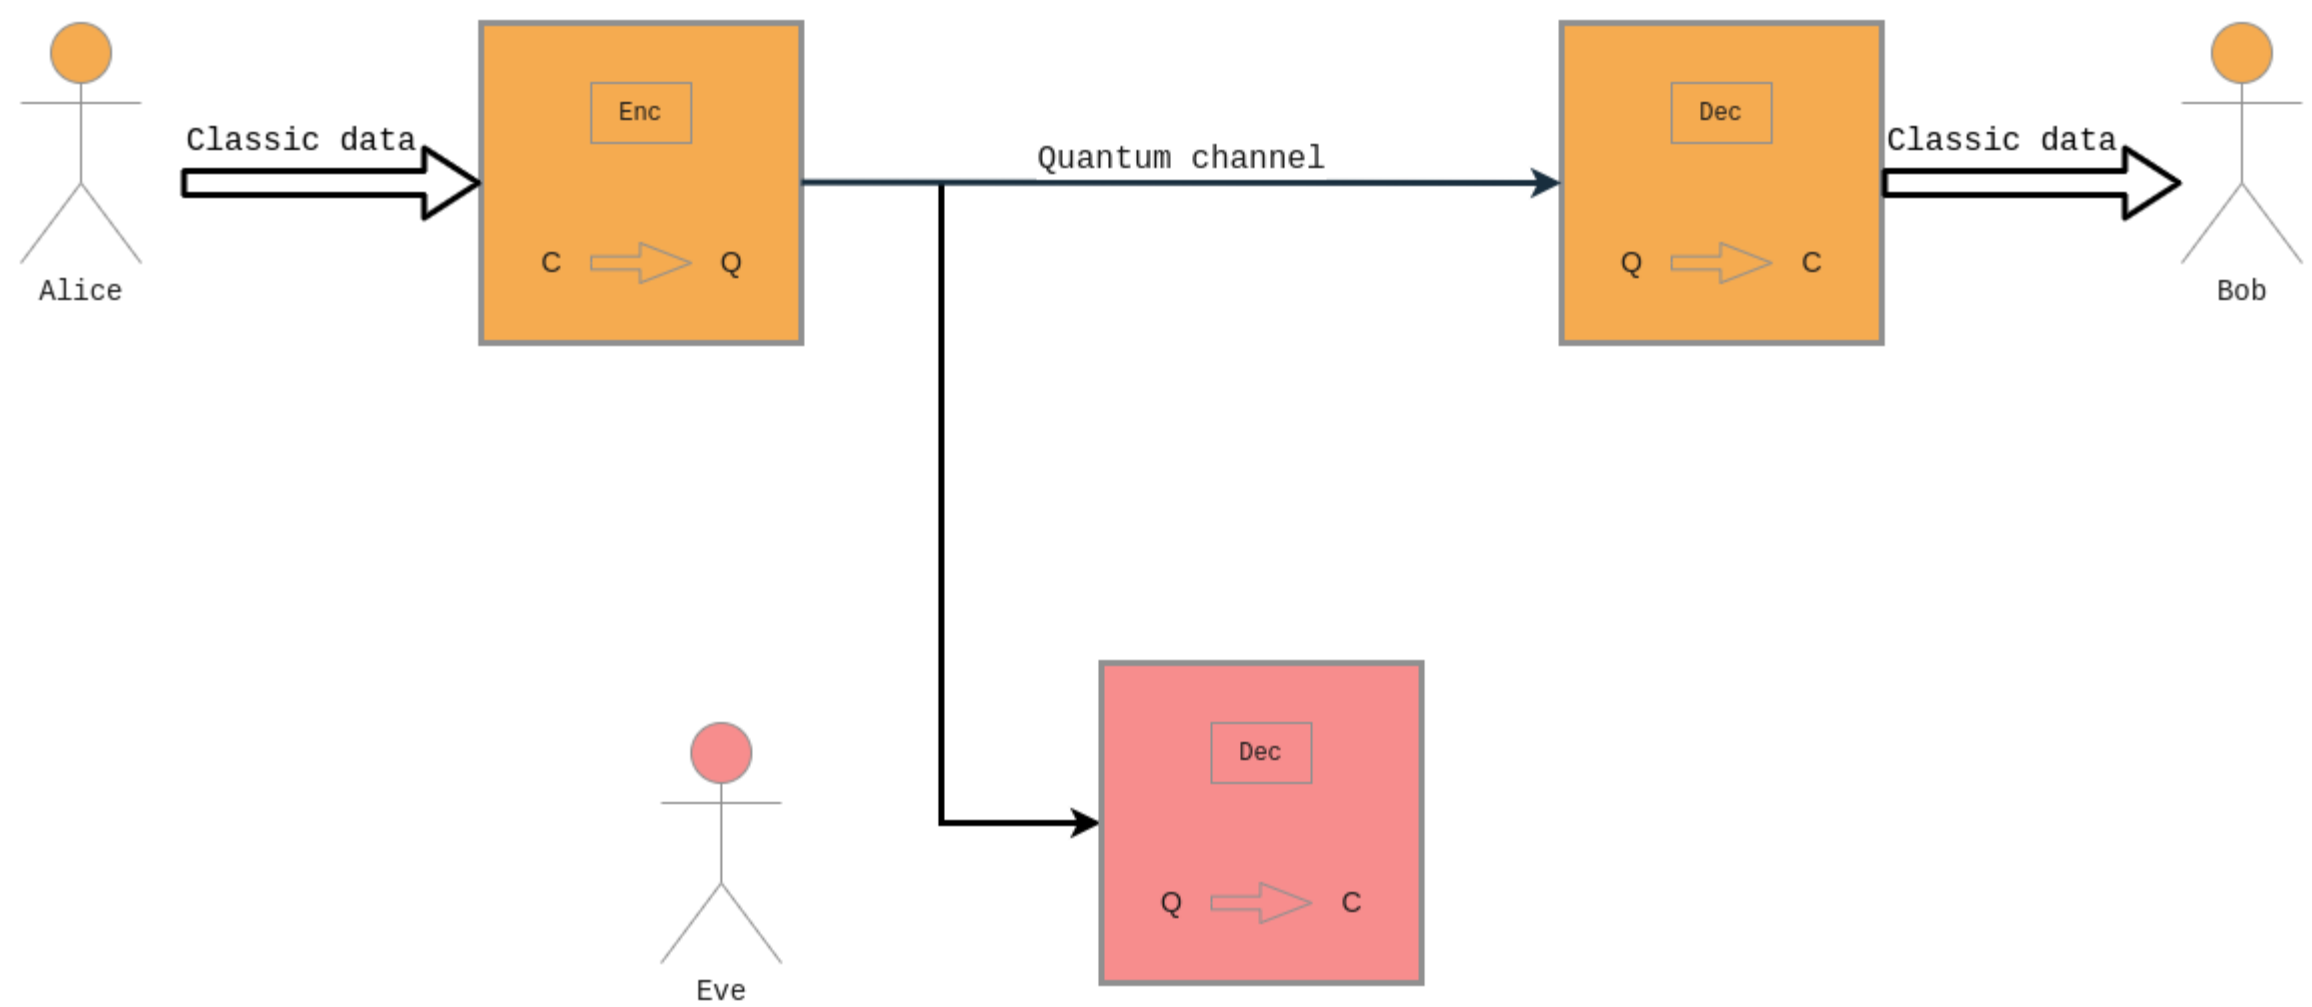 Enc
Dec
Classic data
Quantum channel
Classic data
C Q
Q C
Alice
Bob
Dec
Q C
Eve